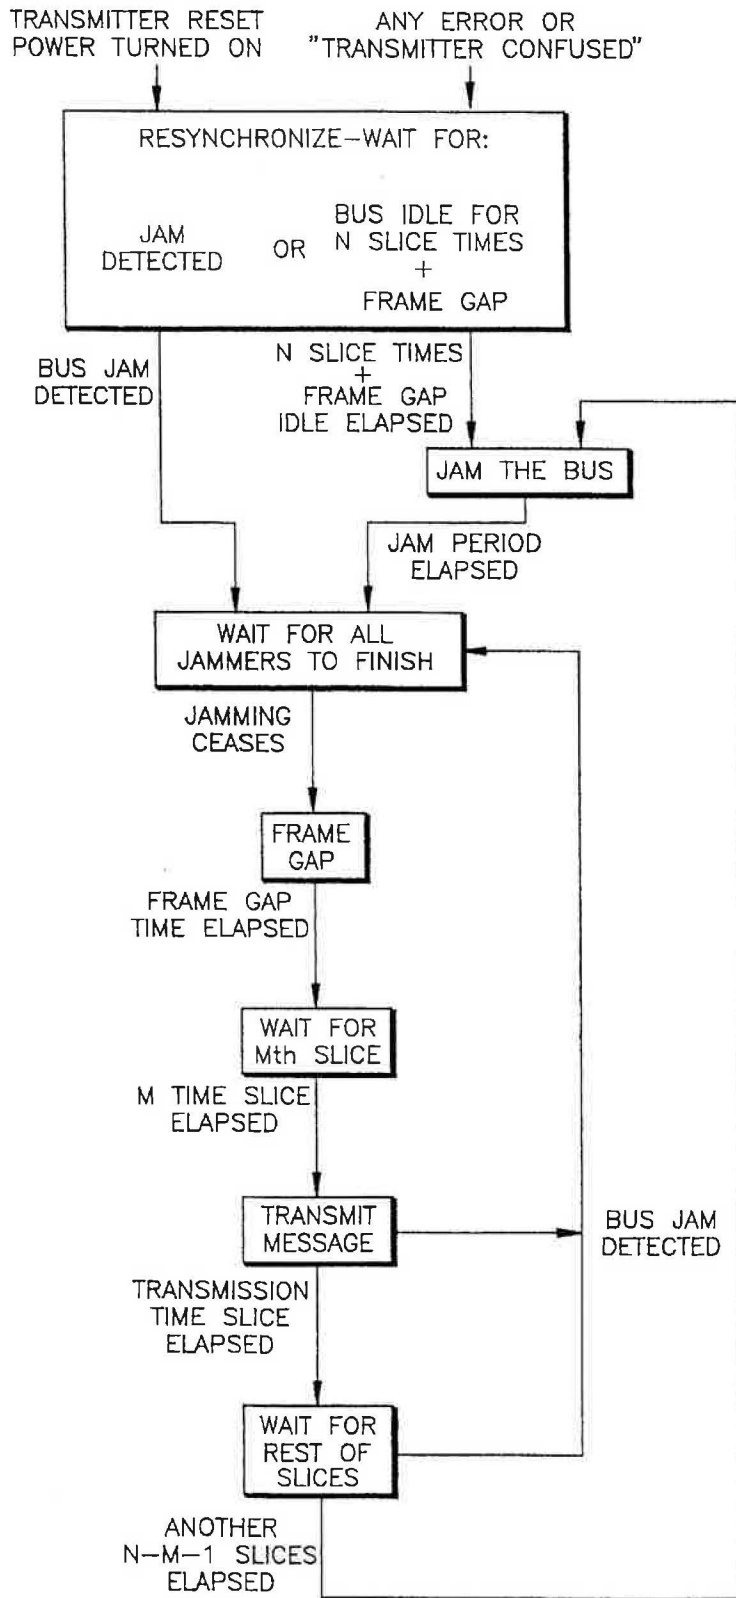 TRANSMITTER RESET
POWER TURNED ON
ANY ERROR OR
"TRANSMITTER CONFUSED"
RESYNCHRONIZE-WAIT FOR:
JAM
DETECTED
OR
BUS IDLE FOR
N SLICE TIMES
+
FRAME GAP
BUS JAM
DETECTED
N SLICE TIMES
+
FRAME GAP
IDLE ELAPSED
JAM THE BUS
JAM PERIOD
ELAPSED
WAIT FOR ALL
JAMMERS TO FINISH
JAMMING
CEASES
FRAME
GAP
FRAME GAP
TIME ELAPSED
WAIT FOR
Mth SLICE
M TIME SLICE
ELAPSED
TRANSMIT
MESSAGE
BUS JAM
DETECTED
TRANSMISSION
TIME SLICE
ELAPSED
WAIT FOR
REST OF
SLICES
ANOTHER
N-M-1 SLICES
ELAPSED